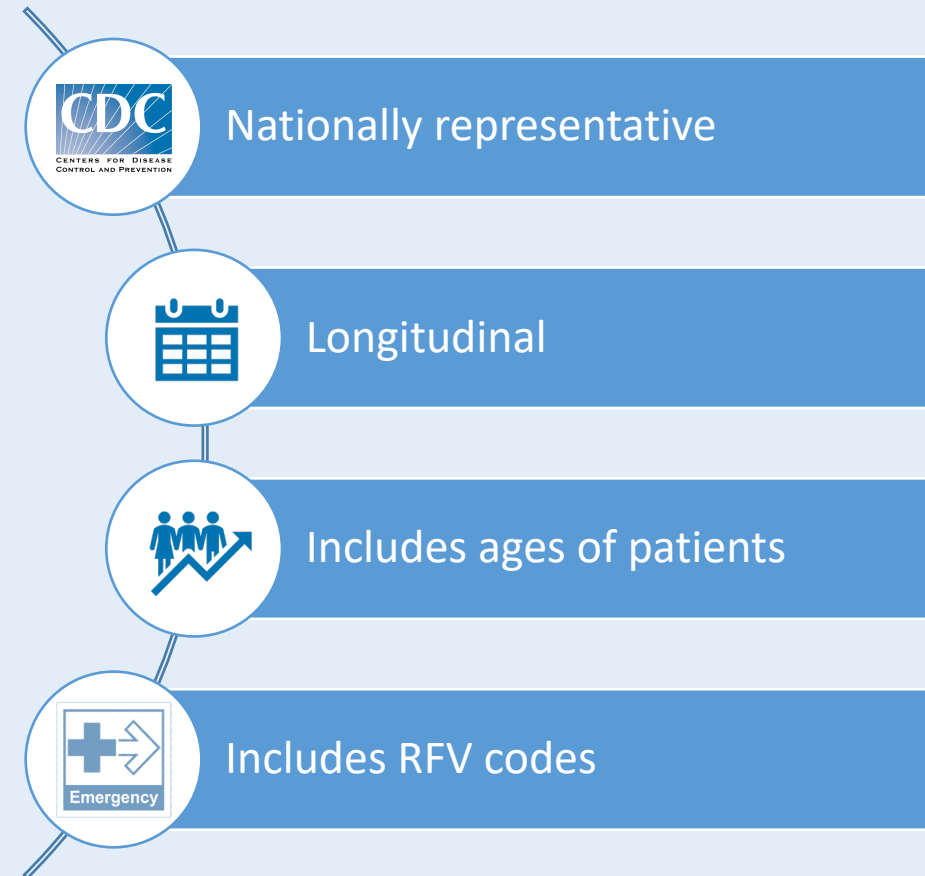 CDC
CENTERS FOR DISEASE
CONTROL AND PREVENTION
Nationally representative
Longitudinal
Includes ages of patients
Emergency
Includes RFV codes